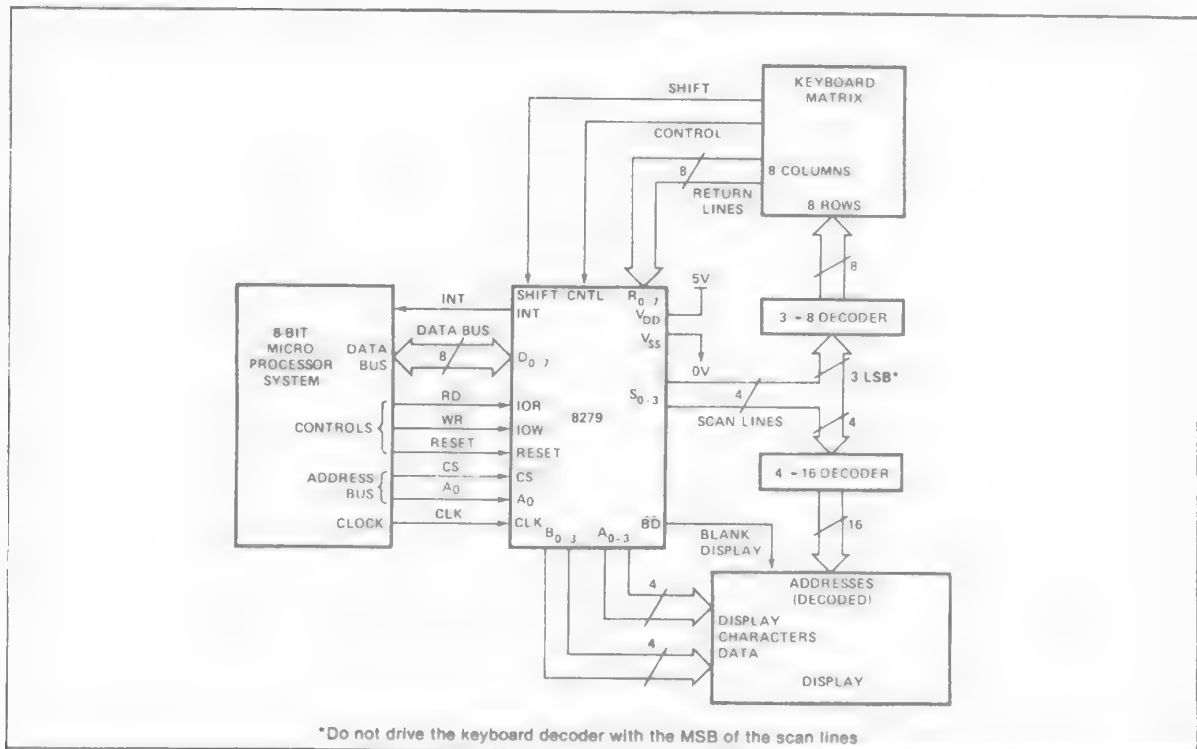 KEYBOARD
MATRIX
SHIFT
CONTROL
8
8 COLUMNS
RETURN
LINES
8 ROWS
8
3 – 8 DECODER
3 LSB*
4
4 – 16 DECODER
16
8-BIT
MICRO
PROCESSOR
SYSTEM
DATA
BUS
CONTROLS
ADDRESS
BUS
CLOCK
INT
DATA BUS
8
RD
WR
RESET
CS
A0
CLK
SHIFT CNTL R0-7
INT
VDD
5V
VSS
0V
D0-7
IOR
IOW
RESET
CS
A0
CLK
8279
S0-3
4
SCAN LINES
B0-3 A0-3
BD
BLANK
DISPLAY
4
4
ADDRESSES
(DECODED)
DISPLAY
CHARACTERS
DATA
DISPLAY
*Do not drive the keyboard decoder with the MSB of the scan lines